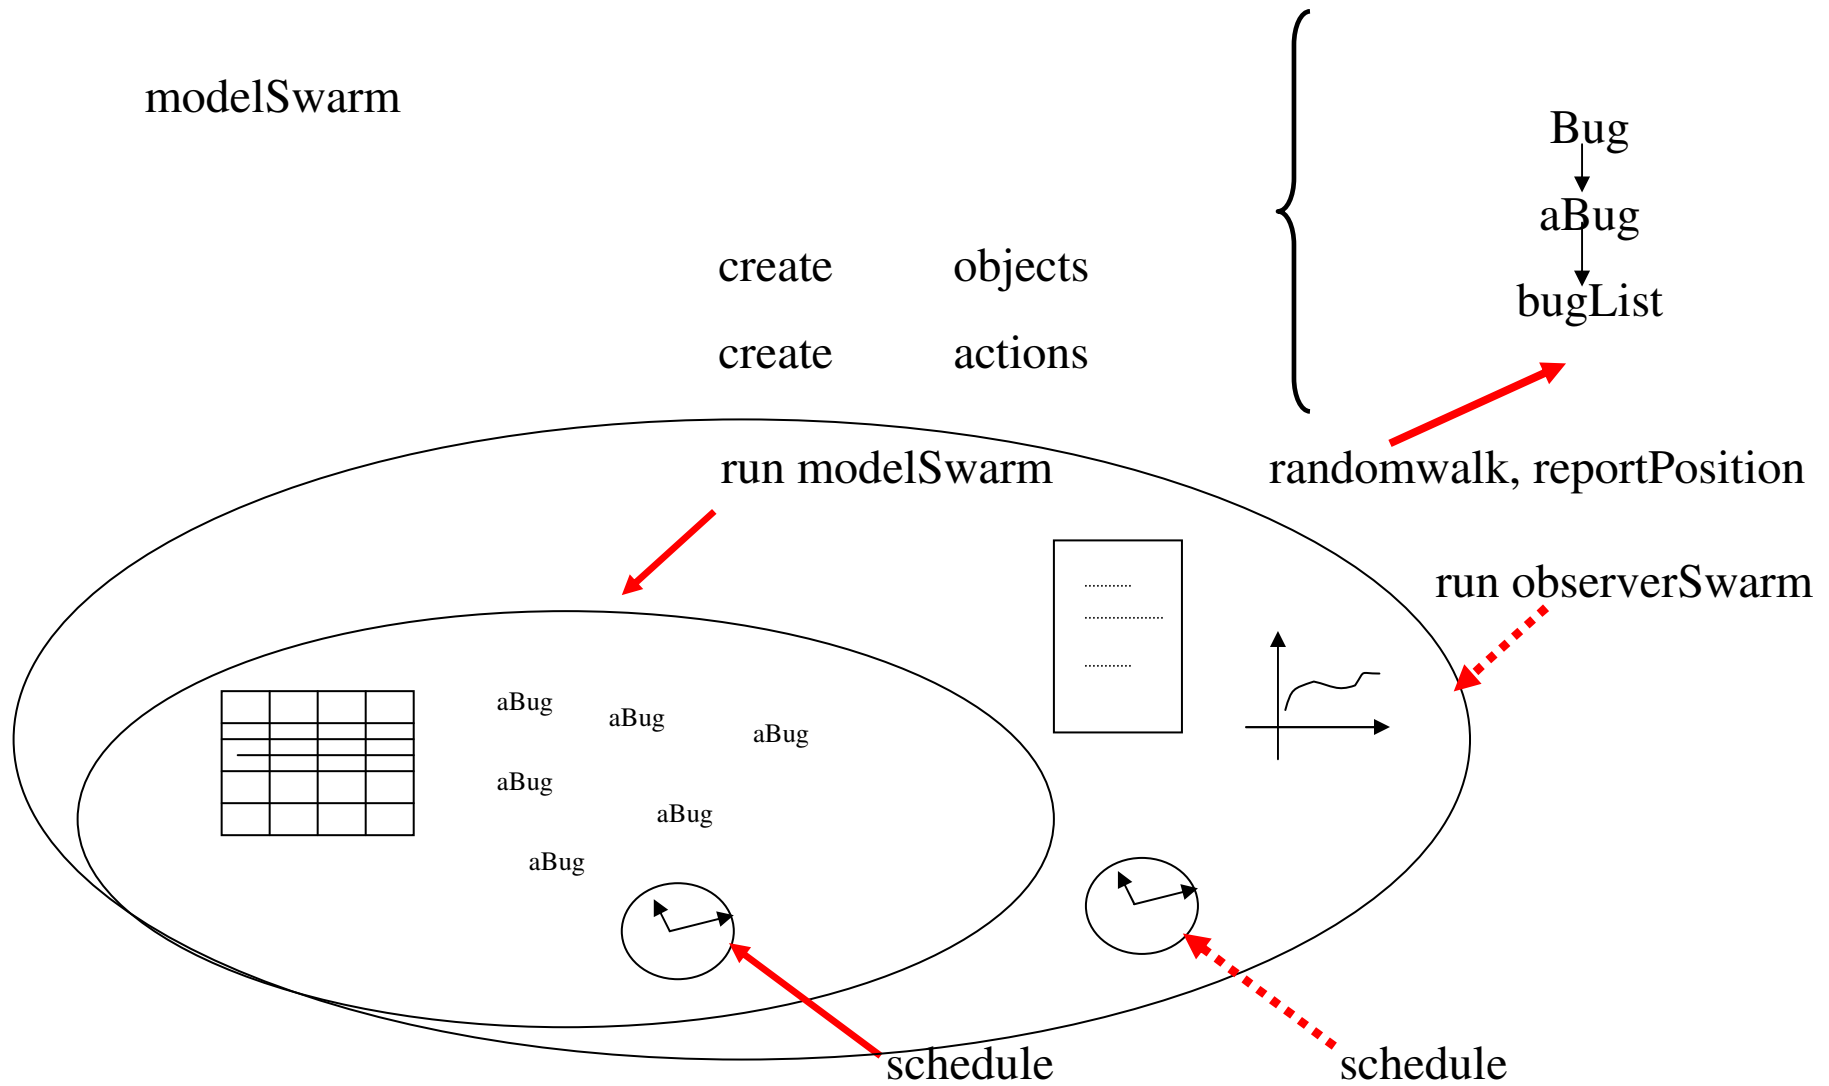 modelSwarm
Bug
aBug
bugList
create objects
create actions
run modelSwarm
randomwalk, reportPosition
run observerSwarm
aBug
aBug
aBug
aBug
aBug
aBug
schedule
schedule